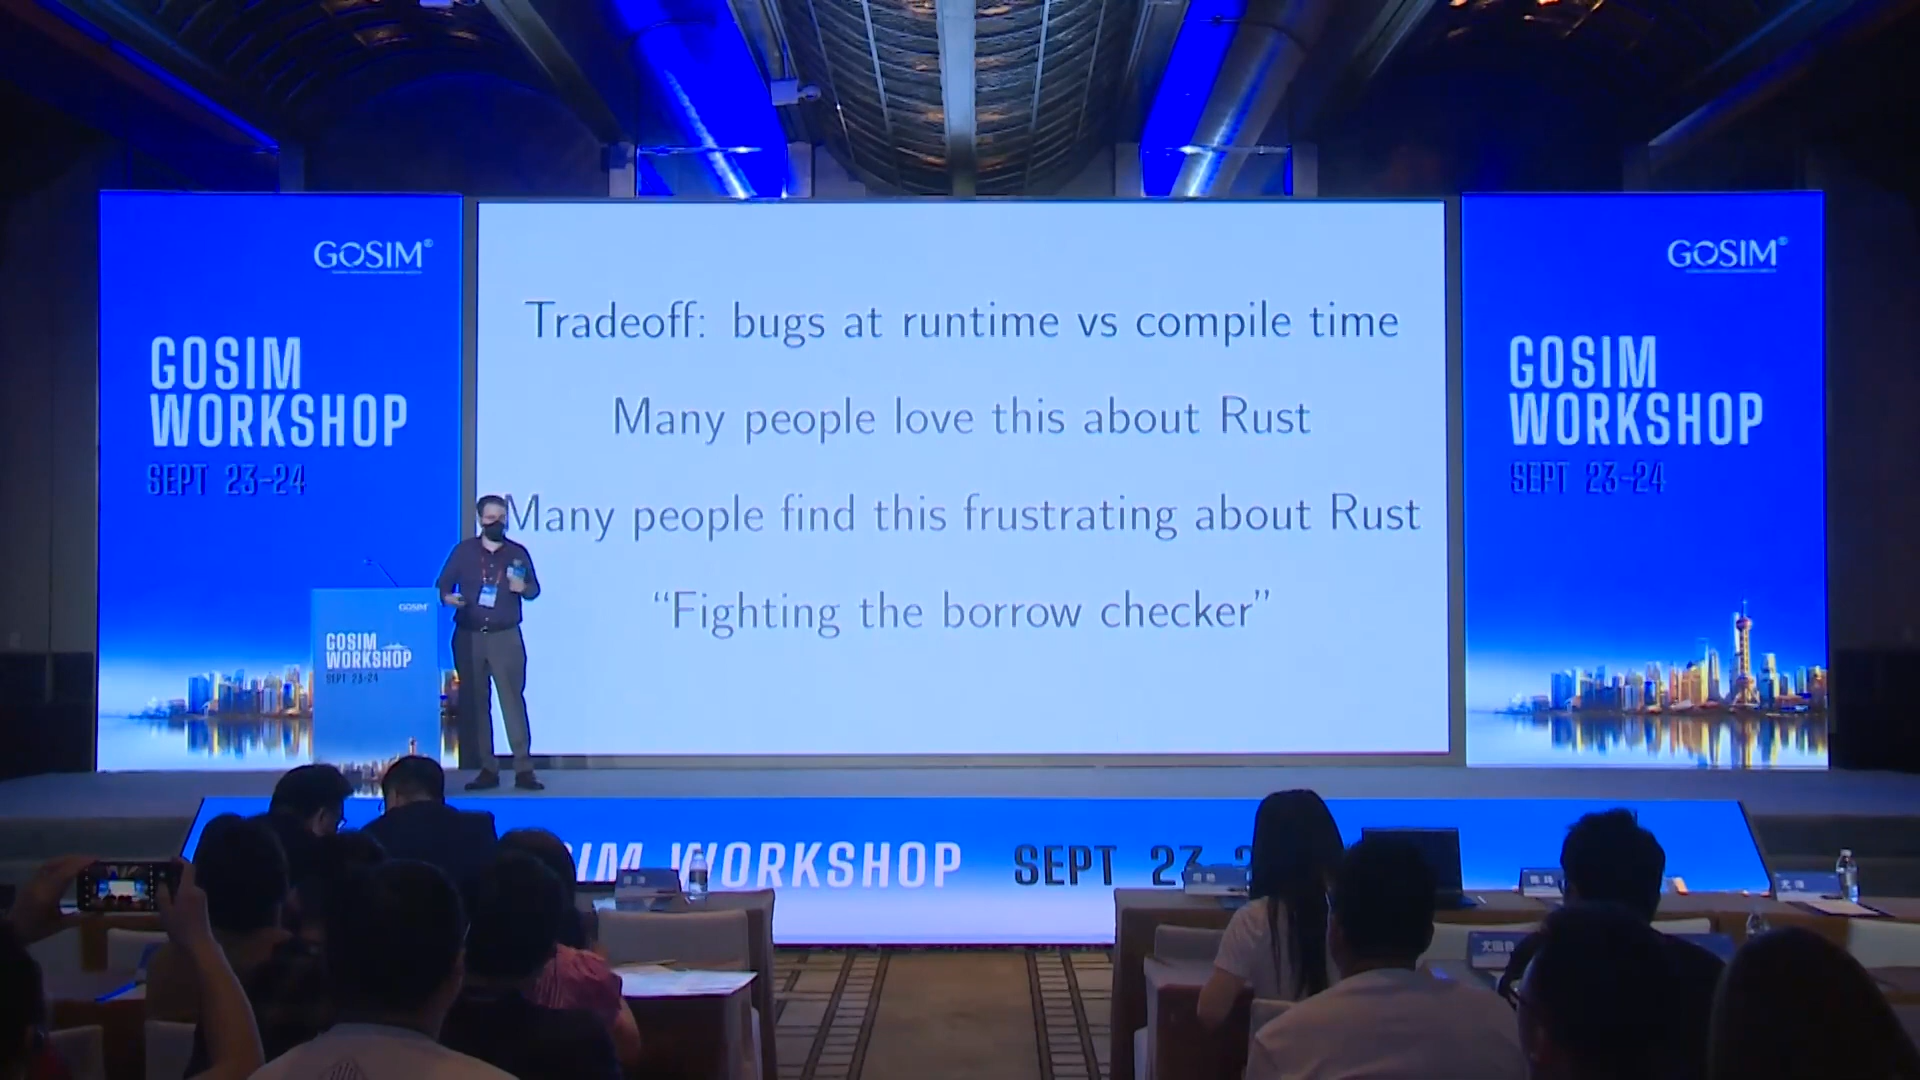 GOSIM®
GOSIM
WORKSHOP
SEPT 23-24
Tradeoff: bugs at runtime vs compile time
Many people love this about Rust
Many people find this frustrating about Rust
“Fighting the borrow checker”
GOSIM®
GOSIM
WORKSHOP
SEPT 23-24
GOSIM
GOSIM
WORKSHOP
SEPT 23-24
WORKSHOP SEPT 23